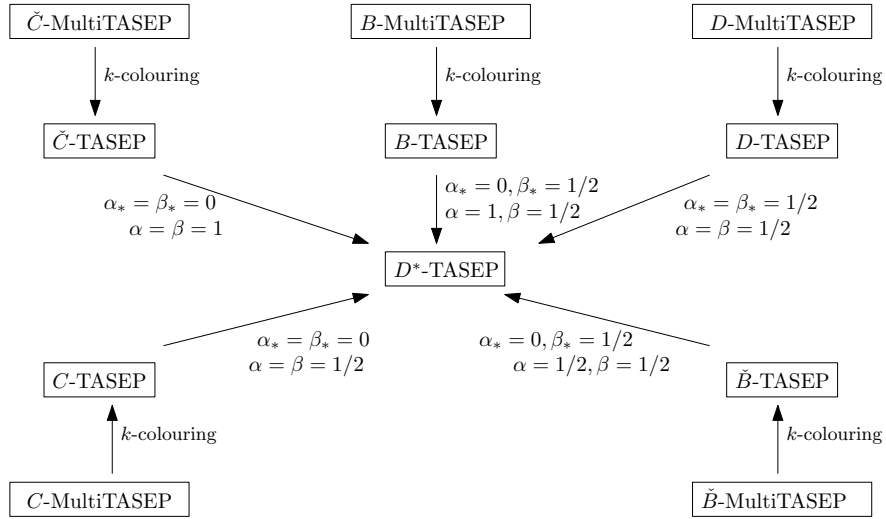 Č-MultiTASEP
B-MultiTASEP
D-MultiTASEP
k-colouring
k-colouring
k-colouring
Č-TASEP
B-TASEP
D-TASEP
α∗ = β∗ = 0
α = β = 1
α∗ = 0, β∗ = 1/2
α = 1, β = 1/2
α∗ = β∗ = 1/2
α = β = 1/2
D*-TASEP
α∗ = β∗ = 0
α = β = 1/2
α∗ = 0, β∗ = 1/2
α = 1/2, β = 1/2
C-TASEP
B̌-TASEP
k-colouring
k-colouring
C-MultiTASEP
B̌-MultiTASEP